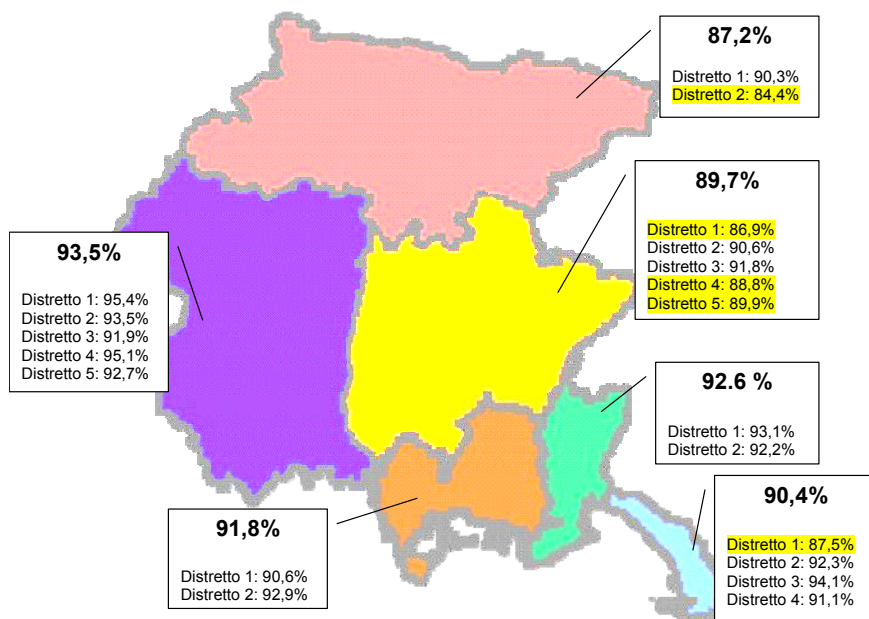 87,2%
Distretto 1: 90,3%
Distretto 2: 84,4%
89,7%
Distretto 1: 86,9%
Distretto 2: 90,6%
Distretto 3: 91,8%
Distretto 4: 88,8%
Distretto 5: 89,9%
93,5%
Distretto 1: 95,4%
Distretto 2: 93,5%
Distretto 3: 91,9%
Distretto 4: 95,1%
Distretto 5: 92,7%
92.6 %
Distretto 1: 93,1%
Distretto 2: 92,2%
90,4%
Distretto 1: 87,5%
Distretto 2: 92,3%
Distretto 3: 94,1%
Distretto 4: 91,1%
91,8%
Distretto 1: 90,6%
Distretto 2: 92,9%